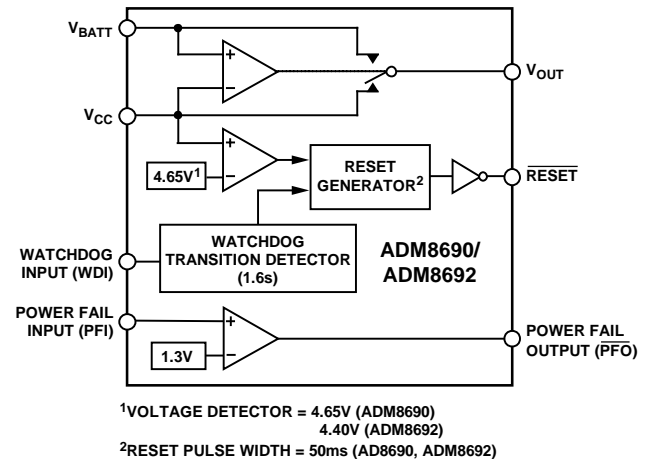 VBATT
VOUT
VCC
4.65V1
RESET
GENERATOR2
RESET
WATCHDOG
INPUT (WDI)
WATCHDOG
TRANSITION DETECTOR
(1.6s)
ADM8690/
ADM8692
POWER FAIL
INPUT (PFI)
1.3V
POWER FAIL
OUTPUT (PFO)
1VOLTAGE DETECTOR = 4.65V (ADM8690)
4.40V (ADM8692)
2RESET PULSE WIDTH = 50ms (AD8690, ADM8692)